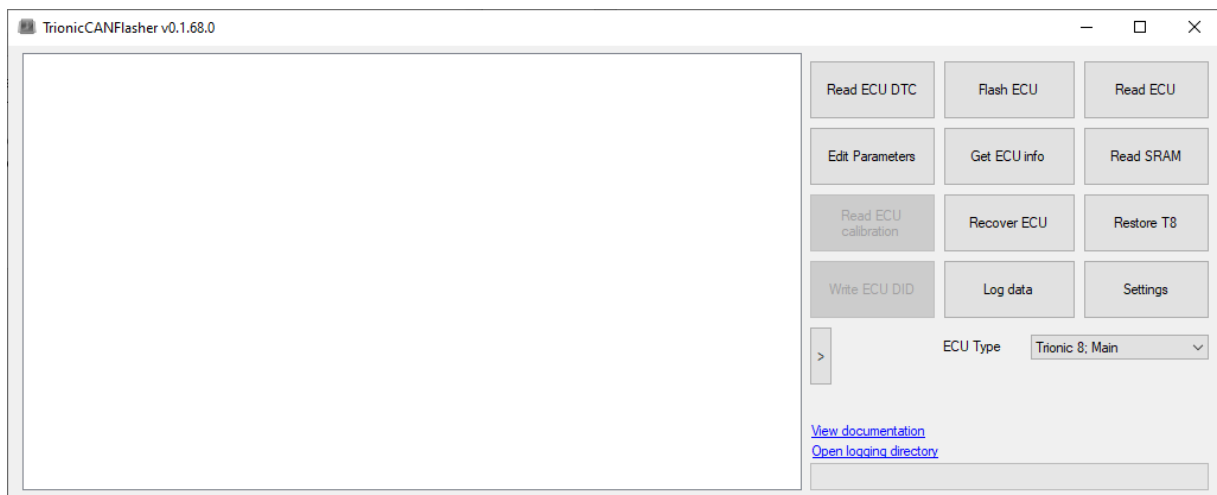 TrionicCANFlasher v0.1.68.0
Read ECU DTC
Flash ECU
Read ECU
Edit Parameters
Get ECU info
Read SRAM
Read ECU
calibration
Recover ECU
Restore T8
Write ECU DID
Log data
Settings
>
ECU Type
Trionic 8; Main
View documentation
Open logging directory